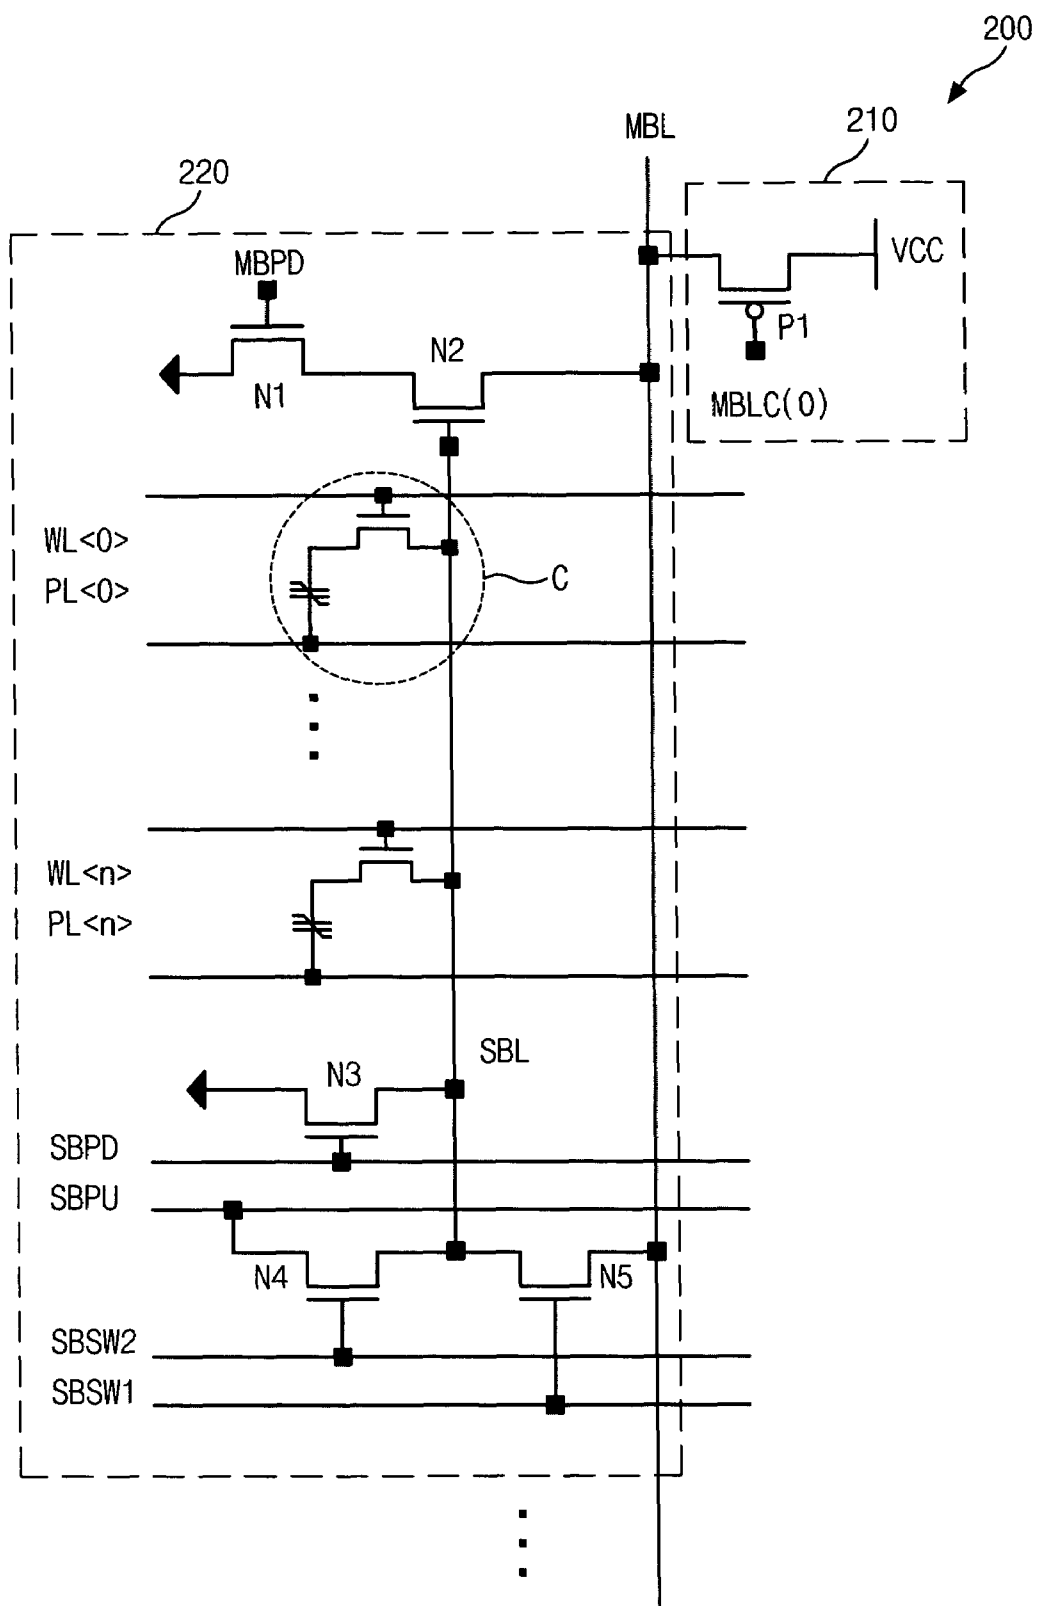 200
MBL
210
220
MBPD
VCC
N2
P1
N1
MBLC(0)
WL<0>
PL<0>
C
WL<n>
PL<n>
SBL
N3
SBPD
SBPU
N4
N5
SBSW2
SBSW1